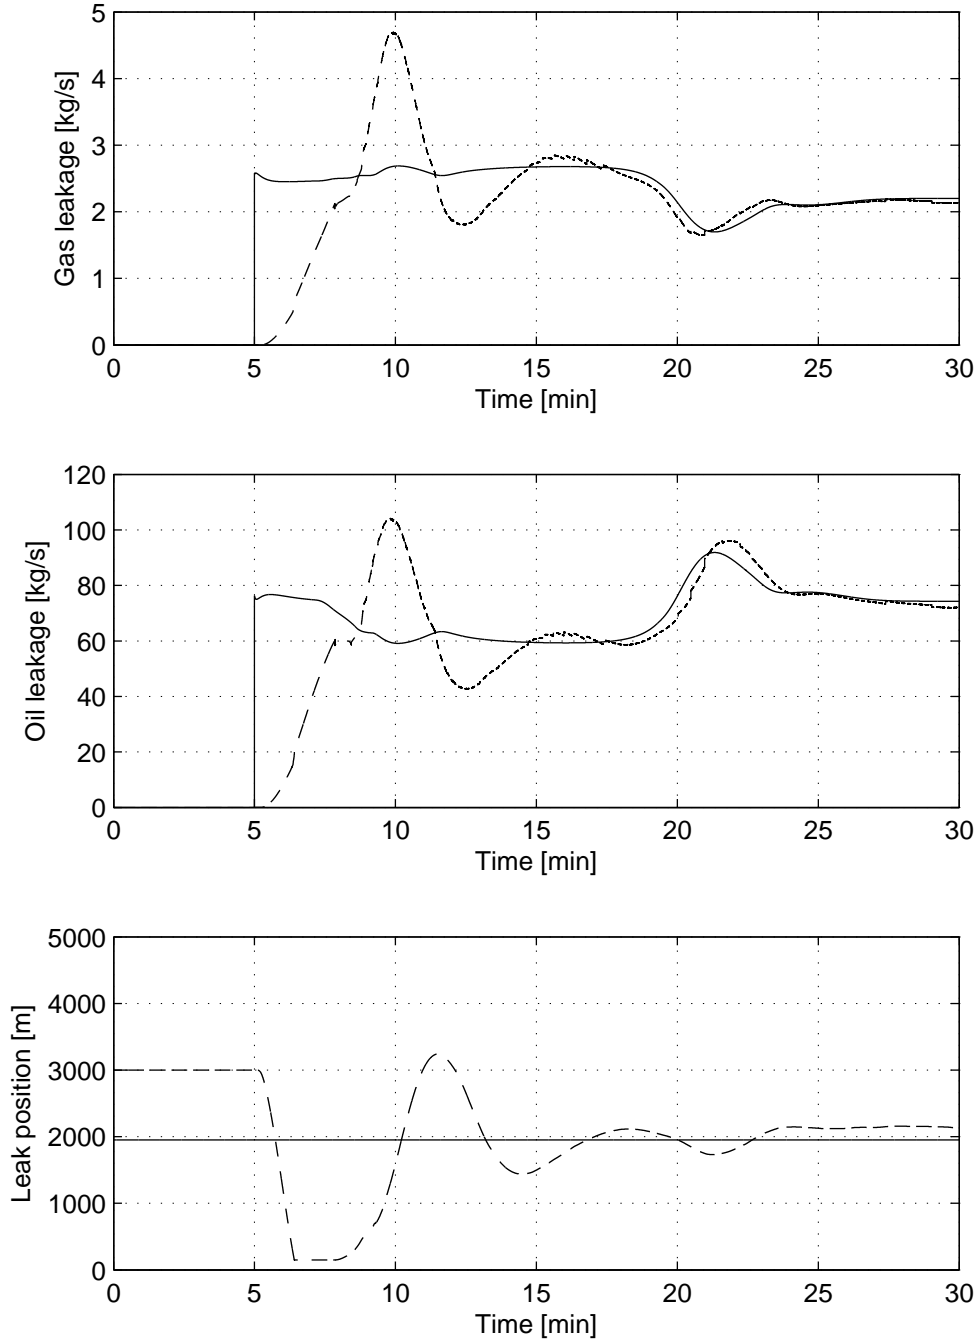 5
4
3
2
1
0
Gas leakage [kg/s]
0 5 10 15 20 25 30
Time [min]
120
100
80
60
40
20
0
Oil leakage [kg/s]
0 5 10 15 20 25 30
Time [min]
5000
4000
3000
2000
1000
0
Leak position [m]
0 5 10 15 20 25 30
Time [min]